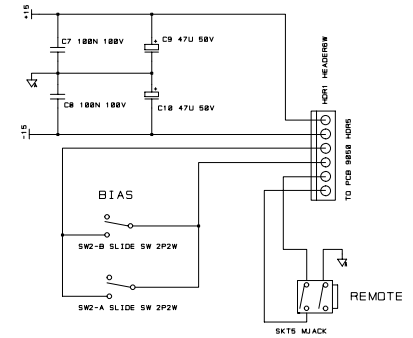 +15
C7 100N 100V
C9 47U 50V
C8 100N 100V
C10 47U 50V
-15
HDR1 HEADER6W
TO PCB 9050 HDR5
BIAS
SW2-B SLIDE SW 2P2W
SW2-A SLIDE SW 2P2W
REMOTE
SKT5 MJACK